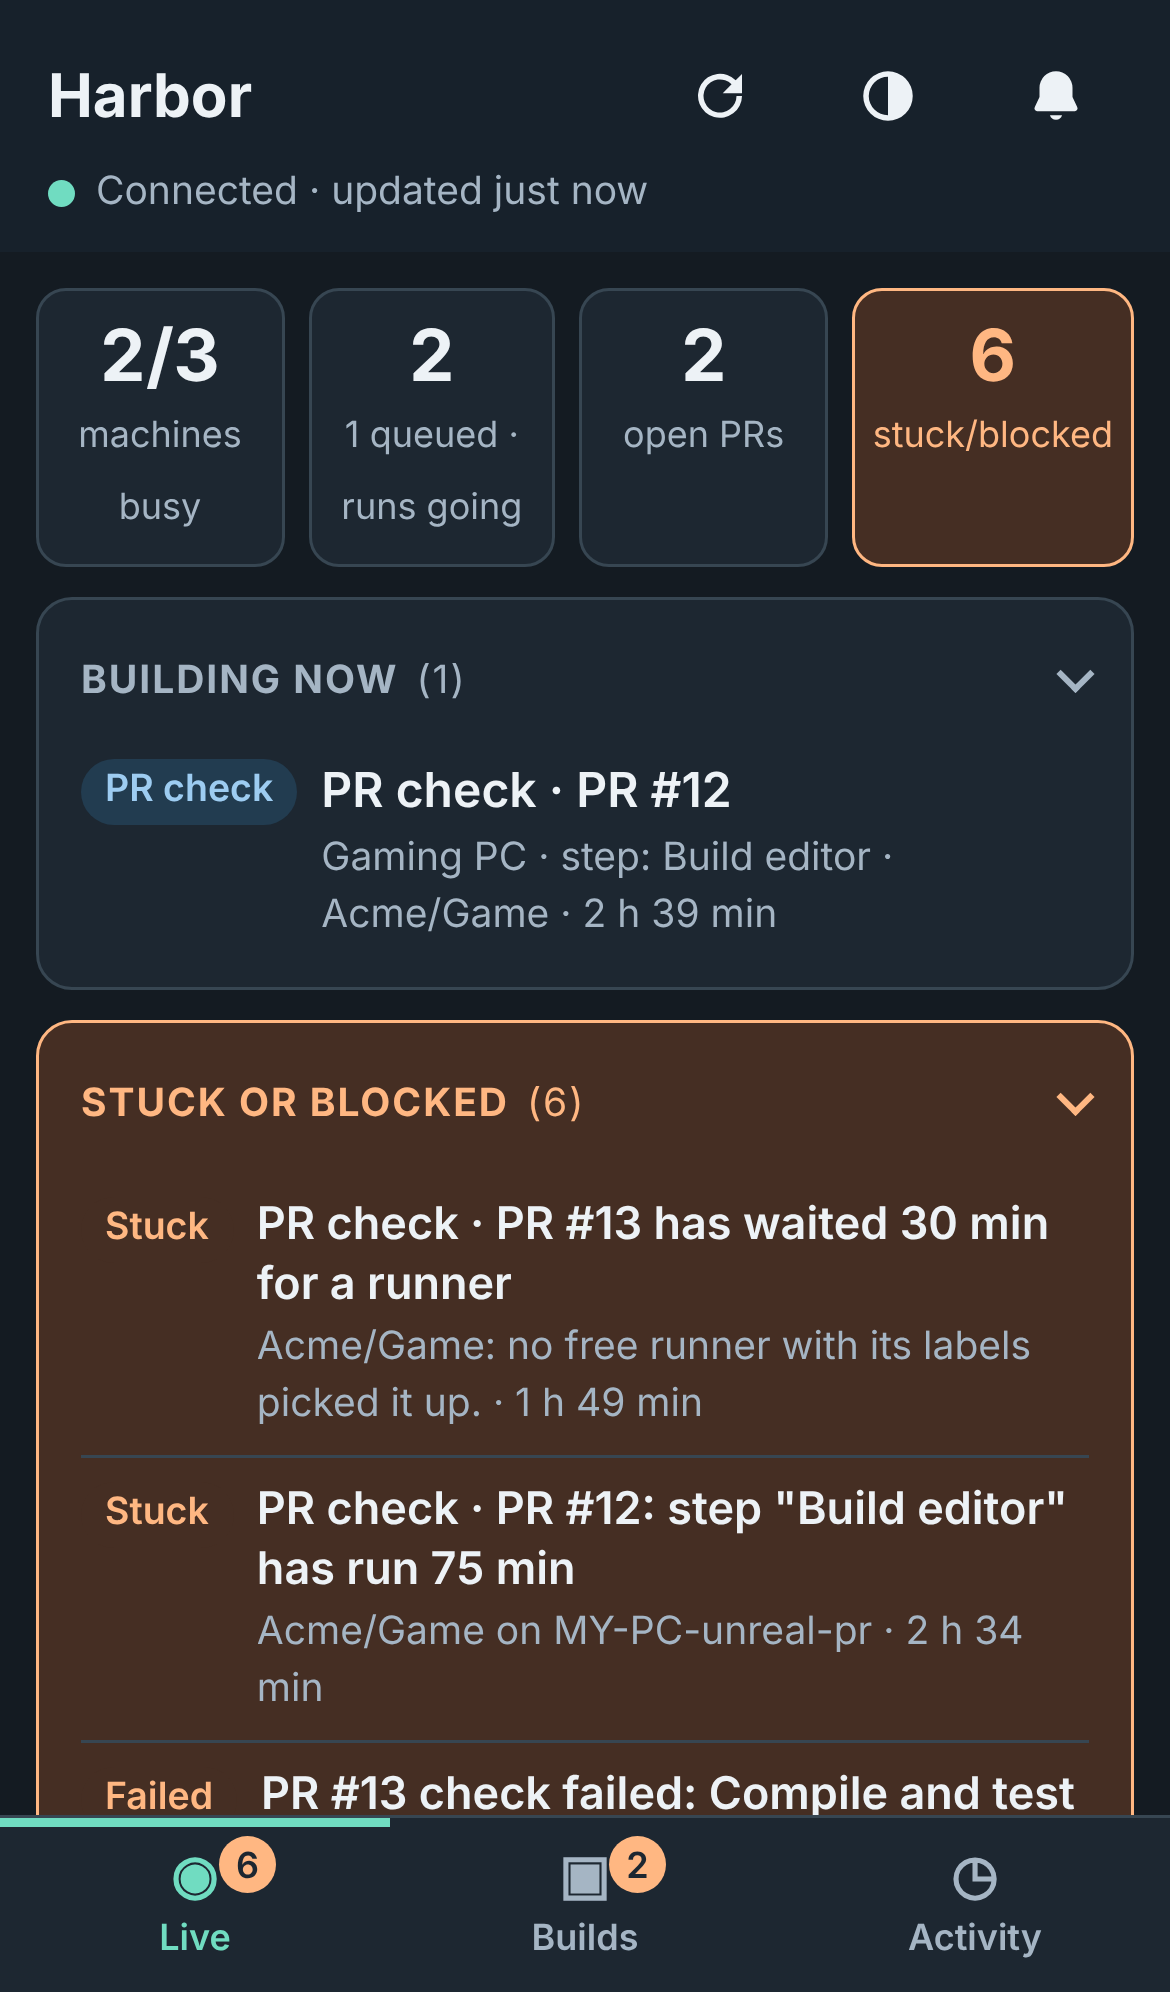 Harbor
Connected · updated just now
2/3
machines
busy
2
1 queued ·
runs going
2
open PRs
6
stuck/blocked
BUILDING NOW (1)
PR check
PR check · PR #12
Gaming PC · step: Build editor ·
Acme/Game · 2 h 39 min
STUCK OR BLOCKED (6)
Stuck
PR check · PR #13 has waited 30 min
for a runner
Acme/Game: no free runner with its labels
picked it up. · 1 h 49 min
Stuck
PR check · PR #12: step "Build editor"
has run 75 min
Acme/Game on MY-PC-unreal-pr · 2 h 34
min
Failed
PR #13 check failed: Compile and test
6
Live
2
Builds
Activity